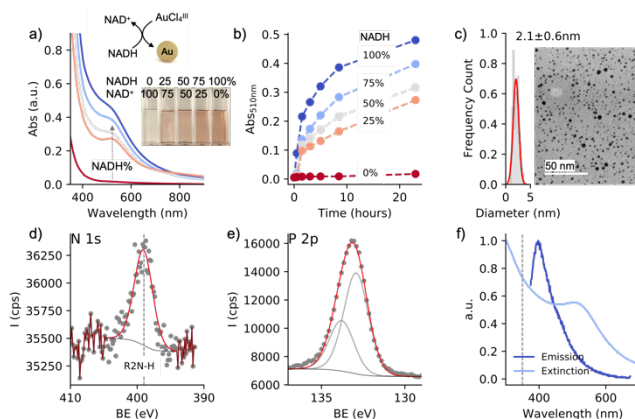 NAD⁺ AuCl₄ᴵᴵᴵ
NADH Au
a)
Abs (a.u.)
0.8
0.6
0.4
0.2
0.0
NADH 0 25 50 75 100%
NAD⁺ 100 75 50 25 0%
NADH%
400 600 800
Wavelength (nm)
b)
Abs₅₁₀ₙₘ
0.5
0.4
0.3
0.2
0.1
0.0
NADH
100%
75%
50%
25%
0%
0 10 20
Time (hours)
c)
2.1±0.6nm
Frequency Count
1.0
0.8
0.6
0.4
0.2
0.0
50 nm
0 5
Diameter (nm)
d)
N 1s
I (cps)
36250
36000
35750
35500
35250
R2N-H
410 400 390
BE (eV)
e)
P 2p
I (cps)
16000
14000
12000
10000
8000
6000
135 130
BE (eV)
f)
a.u.
1.0
0.8
0.6
0.4
0.2
0.0
Emission
Extinction
400 600
Wavelength (nm)